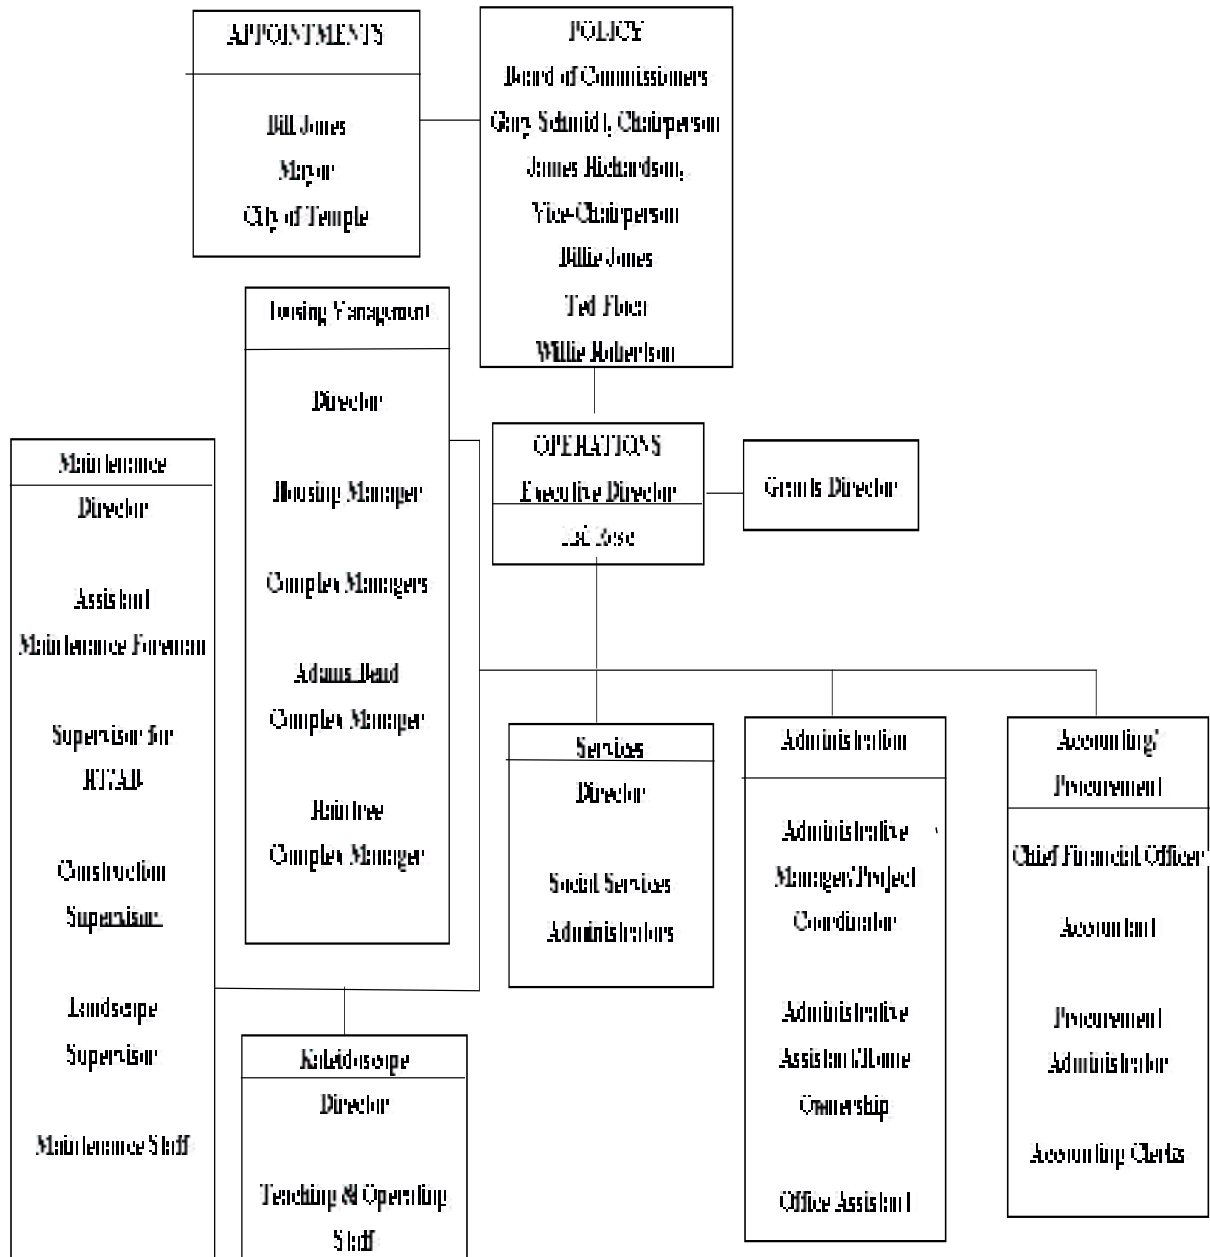 APPOINTMENTS
Bill Jones
Mayor
City of Temple
POLICY
Board of Commissioners
Gary Schmidt, Chairperson
James Richardson,
Vice-Chairperson
Billie Jones
Ted
Willie Robertson
Housing Management
Director
Housing Manager
Complex Managers
Adams Bend
Complex Manager
Raintree
Complex Manager
OPERATIONS
Executive Director
Grants Director
Maintenance
Director
Assistant
Maintenance Foreman
Supervisor for
Construction
Supervisor
Landscape
Supervisor
Maintenance Staff
Services
Director
Social Services
Administrators
Administration
Administrative
Manager/Project
Coordinator
Administrative
Assistant/Home
Ownership
Office Assistant
Accounting/
Procurement
Chief Financial Officer
Accountant
Procurement
Administrator
Accounting Clerks
Kaleidoscope
Director
Teaching & Operating
Staff